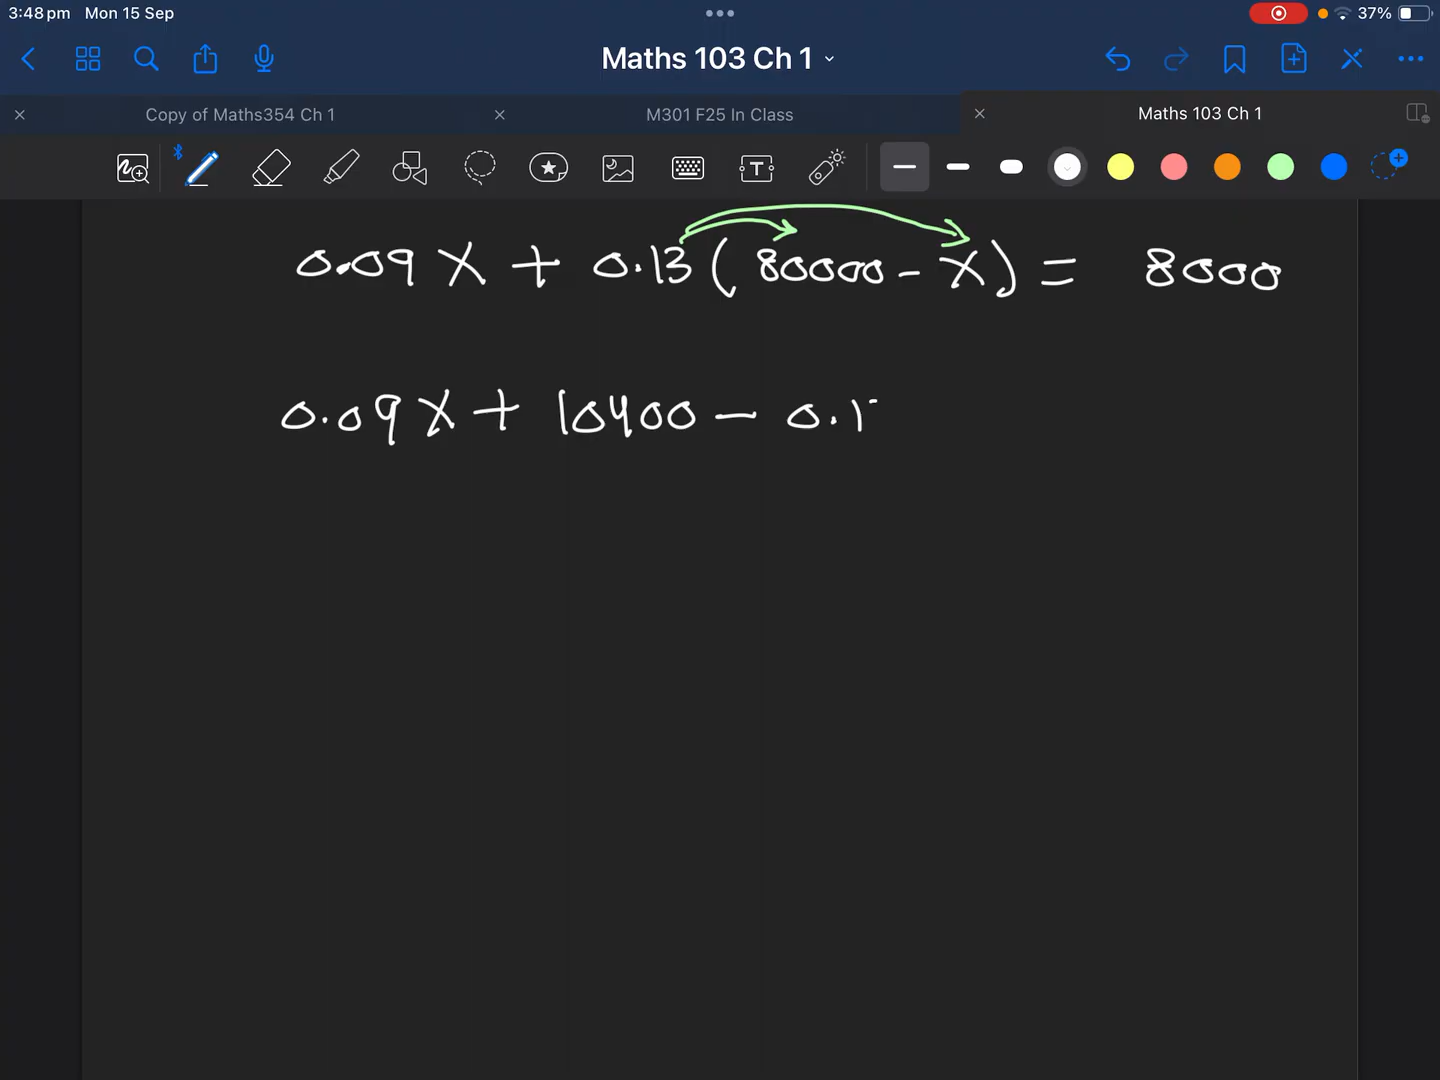 3:48 pm Mon 15 Sep
37%
Maths 103 Ch 1
Copy of Maths354 Ch 1
M301 F25 In Class
Maths 103 Ch 1
T
0.09 x + 0.13 ( 80000 - x ) = 8000
0.09 x + 10400 - 0.1